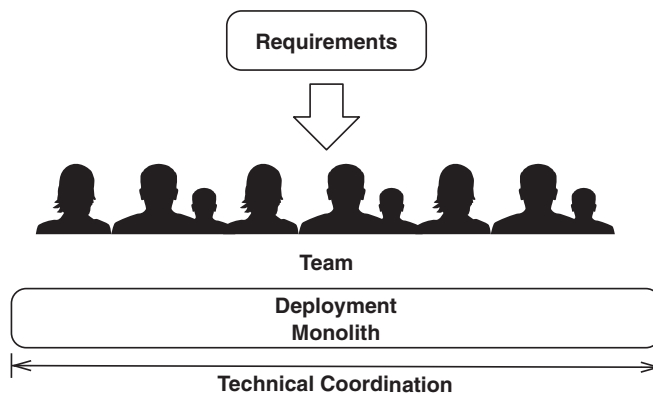 Requirements
Team
Deployment
Monolith
Technical Coordination